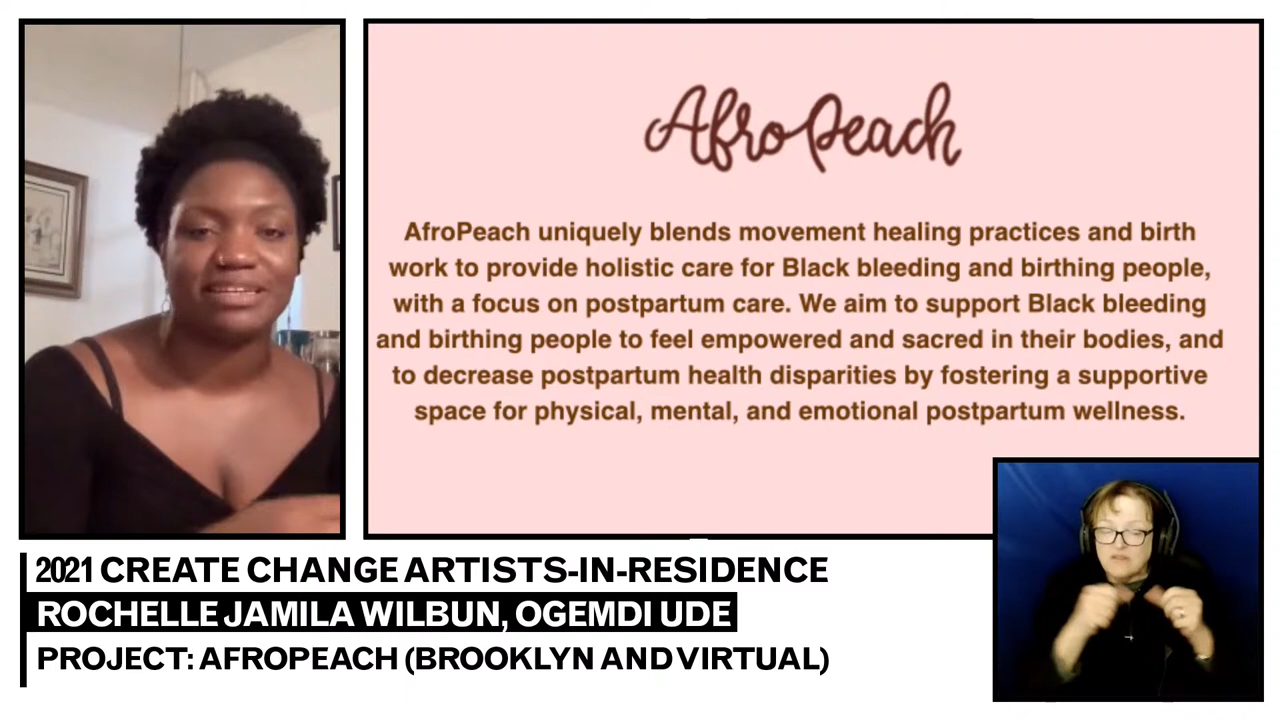 AfroPeach
AfroPeach uniquely blends movement healing practices and birth
work to provide holistic care for Black bleeding and birthing people,
with a focus on postpartum care. We aim to support Black bleeding
and birthing people to feel empowered and sacred in their bodies, and
to decrease postpartum health disparities by fostering a supportive
space for physical, mental, and emotional postpartum wellness.
2021 CREATE CHANGE ARTISTS-IN-RESIDENCE
ROCHELLE JAMILA WILBUN, OGEMDI UDE
PROJECT: AFROPEACH (BROOKLYN AND VIRTUAL)